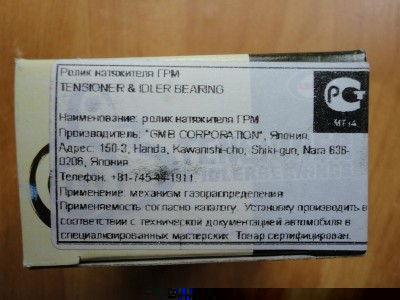 Ролик натяжителя ГРМ
TENSIONER & IDLER BEARING
Наименование: ролик натяжителя ГРМ
Производитель: "GMB CORPORATION", Япония,
Адрес: 150-3, Handa, Kawanishi-cho, Shiki-gun, Nara 636-
0206, Япония
Телефон: +81-745-44-1911
Применение: механизм газораспределения
Применяемость согласно каталогу. Установку производить в
соответствии с технической документацией автомобиля в
специализированных мастерских. Товар сертифицирован.